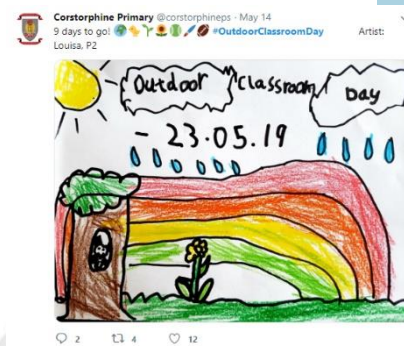 Corstorphine Primary @corstorphineps · May 14
9 days to go! #OutdoorClassroomDay Artist:
Louisa, P2
Outdoor Classroom Day
- 23.05.19
2 4 12